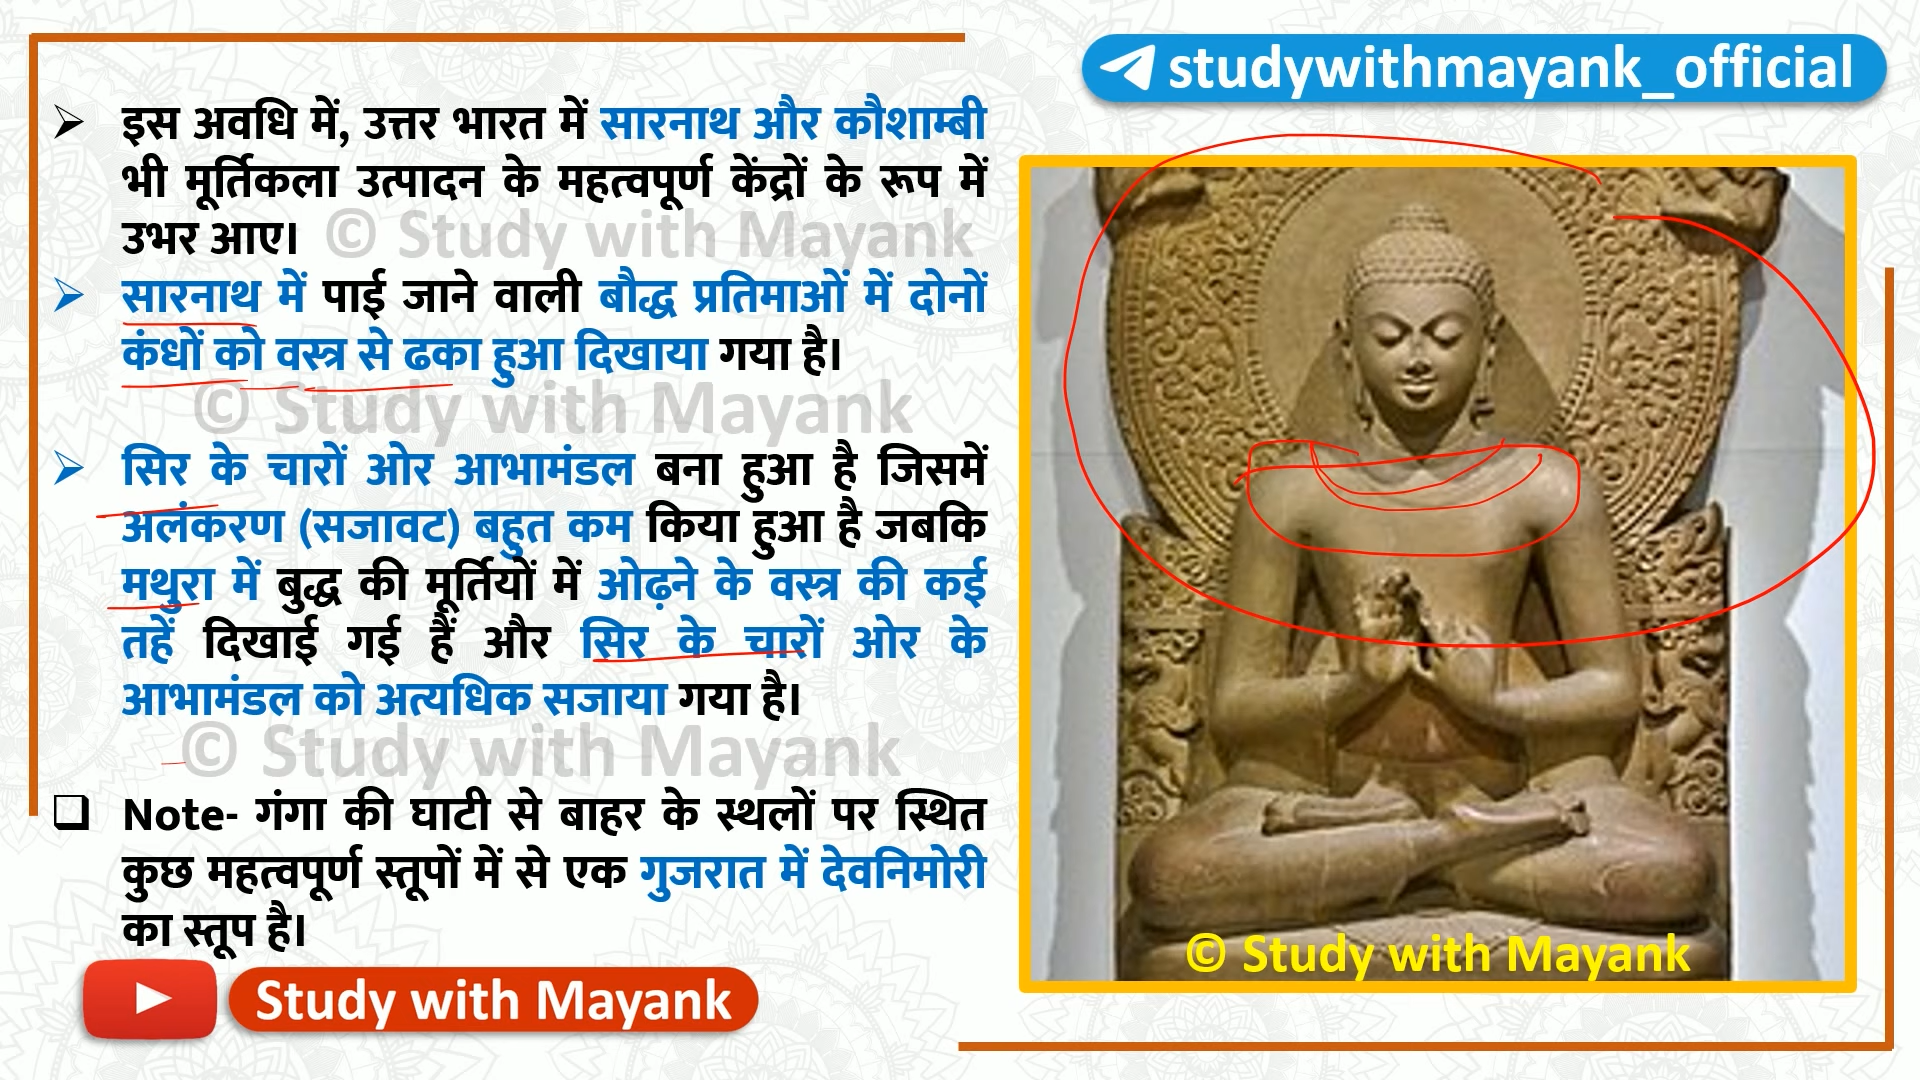 studywithmayank_official
इस अवधि में, उत्तर भारत में सारनाथ और कौशाम्बी
भी मूर्तिकला उत्पादन के महत्वपूर्ण केंद्रों के रूप में
उभर आए।
© Study with Mayank
सारनाथ में पाई जाने वाली बौद्ध प्रतिमाओं में दोनों
कंधों को वस्त्र से ढका हुआ दिखाया गया है।
© Study with Mayank
सिर के चारों ओर आभामंडल बना हुआ है जिसमें
अलंकरण (सजावट) बहुत कम किया हुआ है जबकि
मथुरा में बुद्ध की मूर्तियों में ओढ़ने के वस्त्र की कई
तहें दिखाई गई हैं और सिर के चारों ओर के
आभामंडल को अत्यधिक सजाया गया है।
© Study with Mayank
Note- गंगा की घाटी से बाहर के स्थलों पर स्थित
कुछ महत्वपूर्ण स्तूपों में से एक गुजरात में देवनिमोरी
का स्तूप है।
© Study with Mayank
Study with Mayank